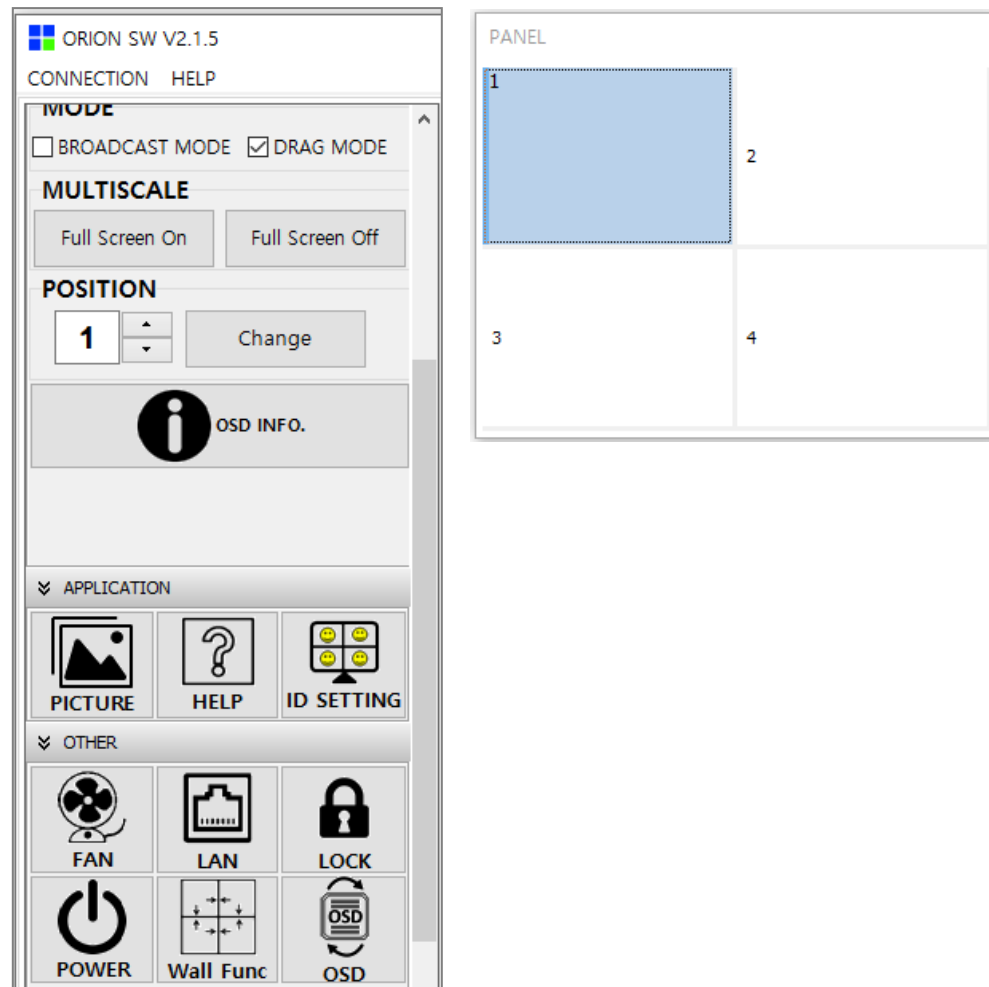 ORION SW V2.1.5
CONNECTION HELP
MODE
BROADCAST MODE DRAG MODE
MULTISCALE
Full Screen On Full Screen Off
POSITION
1 Change
OSD INFO.
APPLICATION
PICTURE HELP ID SETTING
OTHER
FAN LAN LOCK
OSD
POWER Wall Func OSD
PANEL
1
2
3 4